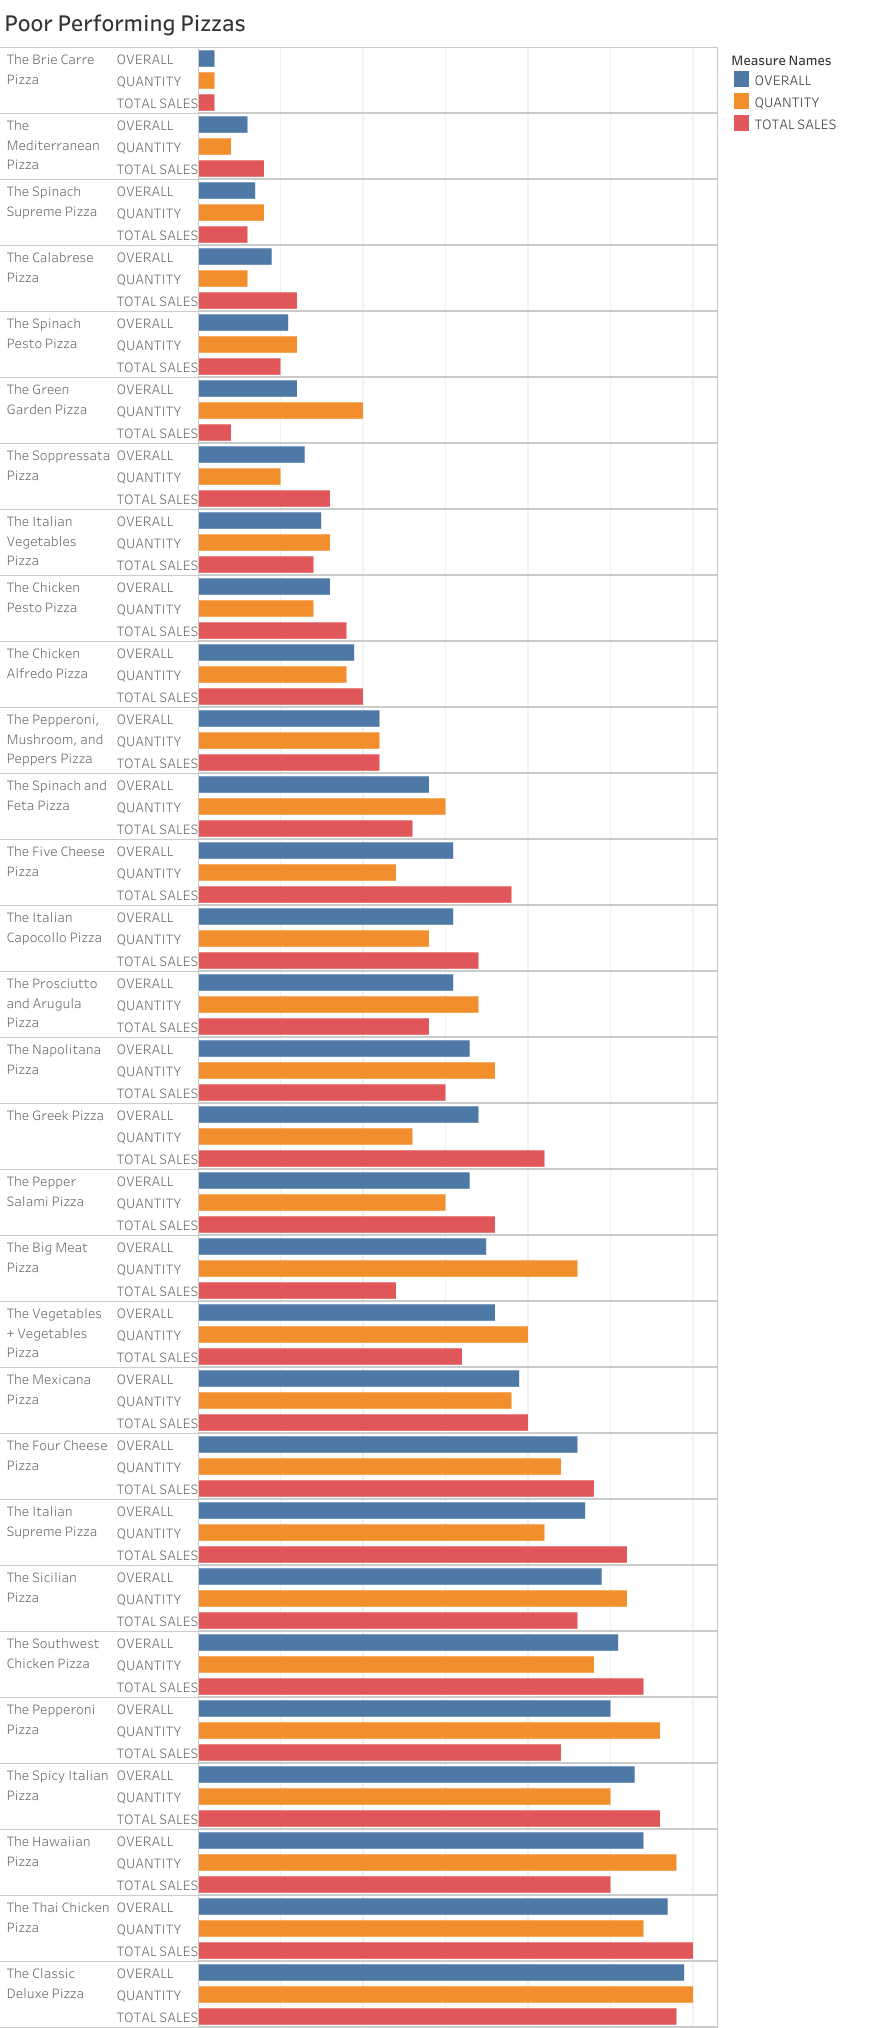 Poor Performing Pizzas
Measure Names
OVERALL
QUANTITY
TOTAL SALES
The Brie Carre
Pizza
OVERALL
QUANTITY
TOTAL SALES
The
Mediterranean
Pizza
OVERALL
QUANTITY
TOTAL SALES
The Spinach
Supreme Pizza
OVERALL
QUANTITY
TOTAL SALES
The Calabrese
Pizza
OVERALL
QUANTITY
TOTAL SALES
The Spinach
Pesto Pizza
OVERALL
QUANTITY
TOTAL SALES
The Green
Garden Pizza
OVERALL
QUANTITY
TOTAL SALES
The Soppressata
Pizza
OVERALL
QUANTITY
TOTAL SALES
The Italian
Vegetables
Pizza
OVERALL
QUANTITY
TOTAL SALES
The Chicken
Pesto Pizza
OVERALL
QUANTITY
TOTAL SALES
The Chicken
Alfredo Pizza
OVERALL
QUANTITY
TOTAL SALES
The Pepperoni,
Mushroom, and
Peppers Pizza
OVERALL
QUANTITY
TOTAL SALES
The Spinach and
Feta Pizza
OVERALL
QUANTITY
TOTAL SALES
The Five Cheese
Pizza
OVERALL
QUANTITY
TOTAL SALES
The Italian
Capocollo Pizza
OVERALL
QUANTITY
TOTAL SALES
The Prosciutto
and Arugula
Pizza
OVERALL
QUANTITY
TOTAL SALES
The Napolitana
Pizza
OVERALL
QUANTITY
TOTAL SALES
The Greek Pizza
OVERALL
QUANTITY
TOTAL SALES
The Pepper
Salami Pizza
OVERALL
QUANTITY
TOTAL SALES
The Big Meat
Pizza
OVERALL
QUANTITY
TOTAL SALES
The Vegetables
+ Vegetables
Pizza
OVERALL
QUANTITY
TOTAL SALES
The Mexicana
Pizza
OVERALL
QUANTITY
TOTAL SALES
The Four Cheese
Pizza
OVERALL
QUANTITY
TOTAL SALES
The Italian
Supreme Pizza
OVERALL
QUANTITY
TOTAL SALES
The Sicilian
Pizza
OVERALL
QUANTITY
TOTAL SALES
The Southwest
Chicken Pizza
OVERALL
QUANTITY
TOTAL SALES
The Pepperoni
Pizza
OVERALL
QUANTITY
TOTAL SALES
The Spicy Italian
Pizza
OVERALL
QUANTITY
TOTAL SALES
The Hawaiian
Pizza
OVERALL
QUANTITY
TOTAL SALES
The Thai Chicken
Pizza
OVERALL
QUANTITY
TOTAL SALES
The Classic
Deluxe Pizza
OVERALL
QUANTITY
TOTAL SALES